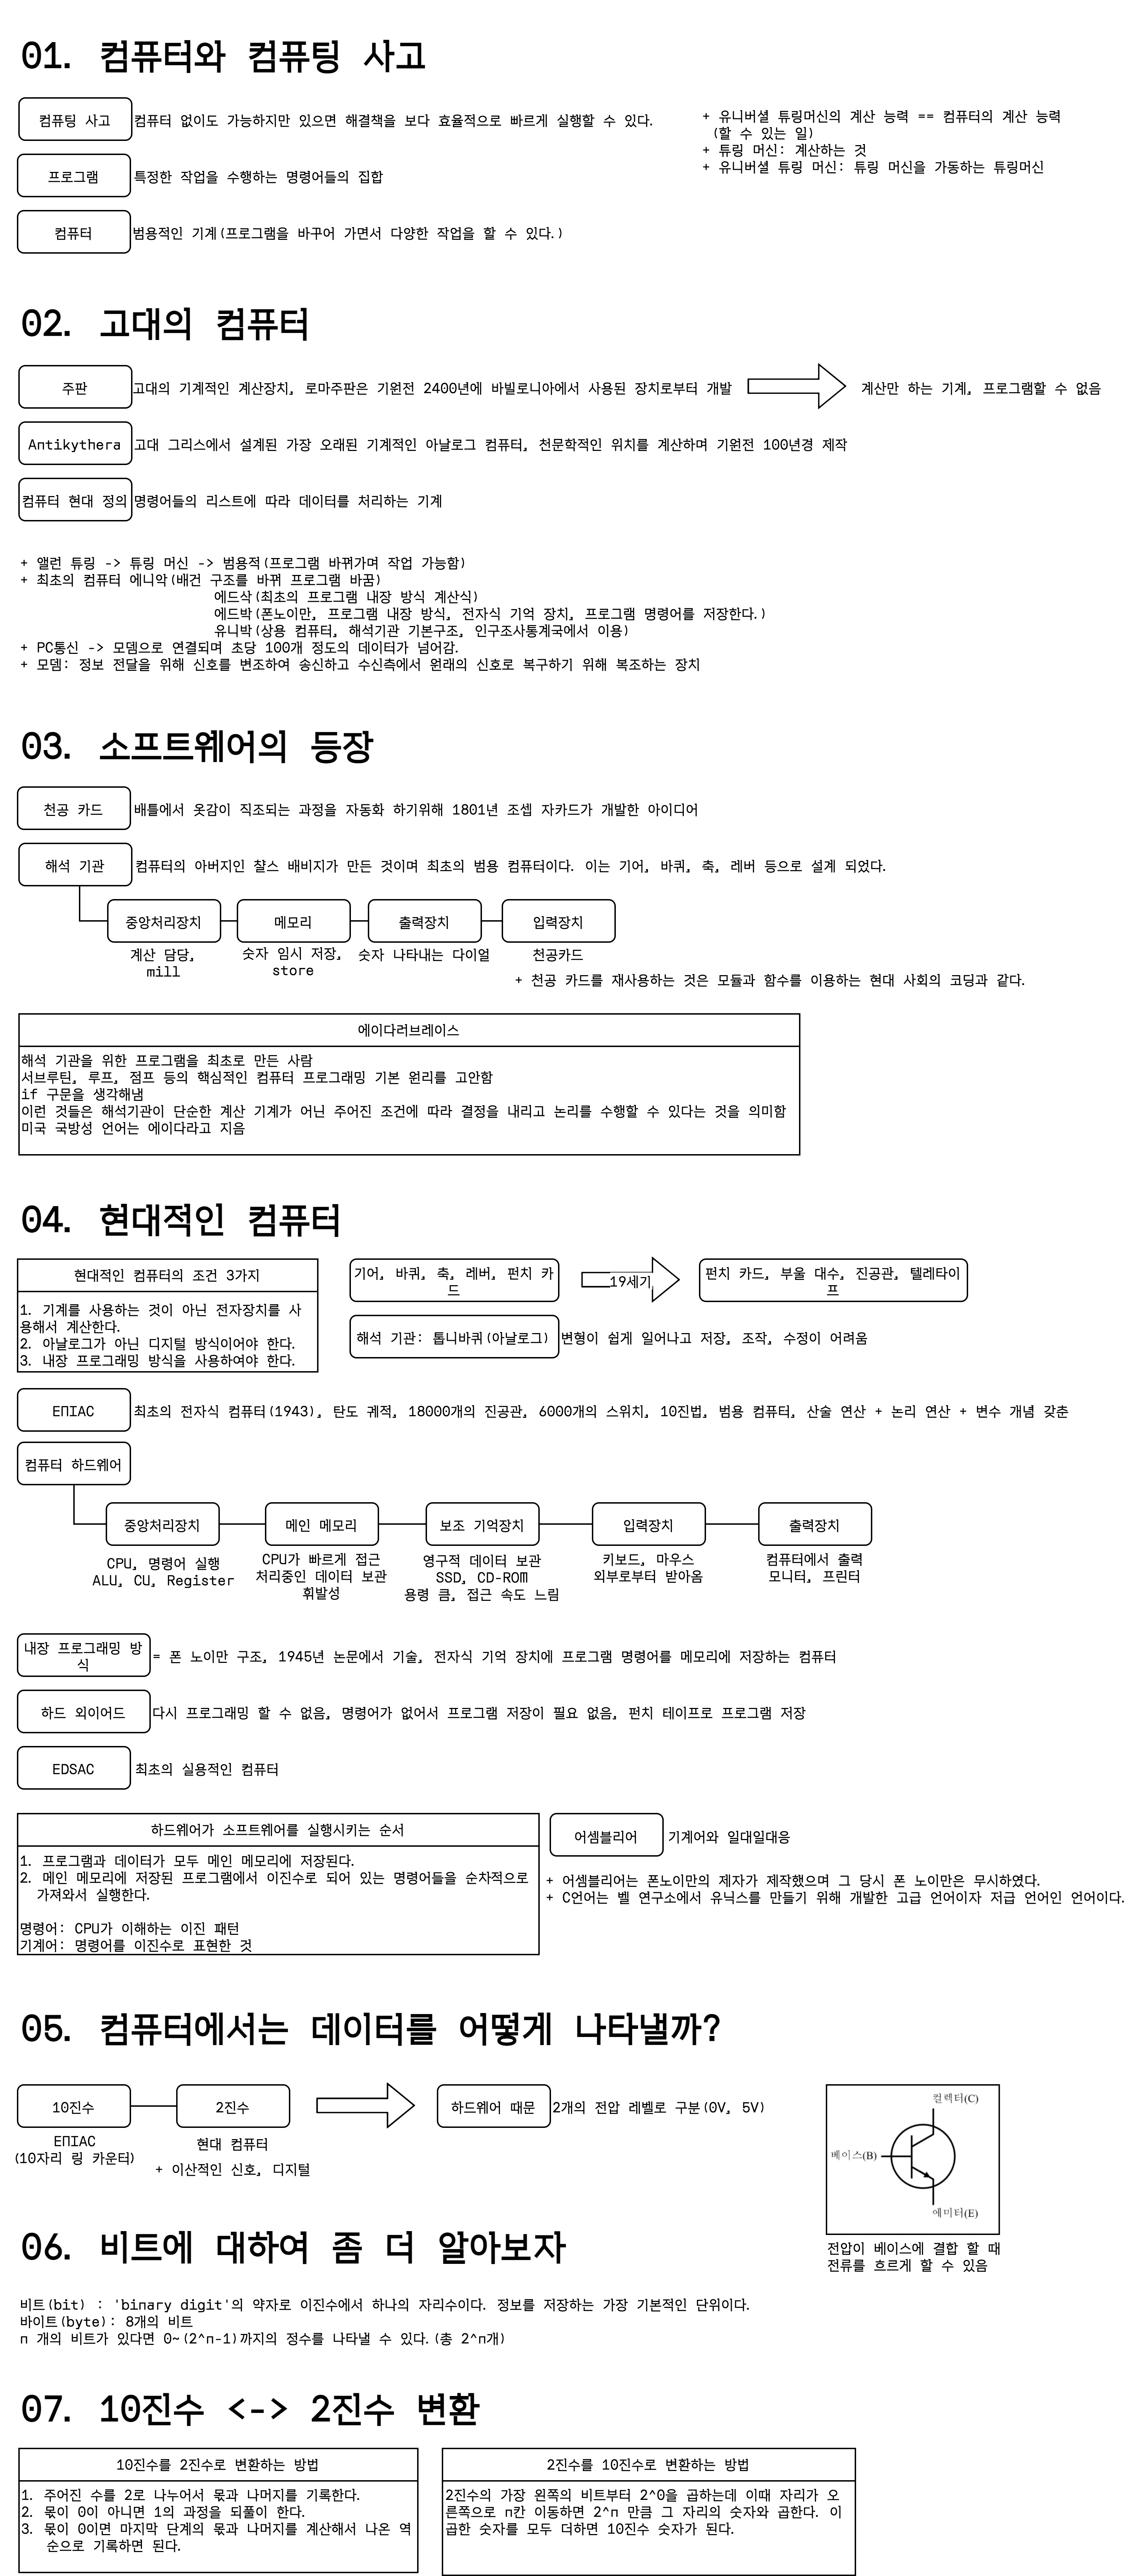 01. 컴퓨터와 컴퓨팅 사고
컴퓨팅 사고
컴퓨터 없이도 가능하지만 있으면 해결책을 보다 효율적으로 빠르게 실행할 수 있다.
+ 유니버셜 튜링머신의 계산 능력 == 컴퓨터의 계산 능력
(할 수 있는 일)
+ 튜링 머신: 계산하는 것
+ 유니버셜 튜링 머신: 튜링 머신을 가동하는 튜링머신
프로그램
특정한 작업을 수행하는 명령어들의 집합
컴퓨터
범용적인 기계(프로그램을 바꾸어 가면서 다양한 작업을 할 수 있다.)
02. 고대의 컴퓨터
주판
고대의 기계적인 계산장치, 로마주판은 기원전 2400년에 바빌로니아에서 사용된 장치로부터 개발
계산만 하는 기계, 프로그램할 수 없음
Antikythera
고대 그리스에서 설계된 가장 오래된 기계적인 아날로그 컴퓨터, 천문학적인 위치를 계산하며 기원전 100년경 제작
컴퓨터 현대 정의
명령어들의 리스트에 따라 데이터를 처리하는 기계
+ 앨런 튜링 -> 튜링 머신 -> 범용적(프로그램 바뀌가며 작업 가능함)
+ 최초의 컴퓨터 에니악(배건 구조를 바뀌 프로그램 바꿈)
에드삭(최초의 프로그램 내장 방식 계산식)
에드박(폰노이만, 프로그램 내장 방식, 전자식 기억 장치, 프로그램 명령어를 저장한다.)
유니박(상용 컴퓨터, 해석기관 기본구조, 인구조사통계국에서 이용)
+ PC통신 -> 모뎀으로 연결되며 초당 100개 정도의 데이터가 넘어감.
+ 모뎀: 정보 전달을 위해 신호를 변조하여 송신하고 수신측에서 원래의 신호로 복구하기 위해 복조하는 장치
03. 소프트웨어의 등장
천공 카드
배틀에서 옷감이 직조되는 과정을 자동화 하기위해 1801년 조셉 자카드가 개발한 아이디어
해석 기관
컴퓨터의 아버지인 챨스 배비지가 만든 것이며 최초의 범용 컴퓨터이다. 이는 기어, 바퀴, 축, 레버 등으로 설계 되었다.
중앙처리장치
메모리
출력장치
입력장치
계산 담당,
mill
숫자 임시 저장,
store
숫자 나타내는 다이얼
천공카드
+ 천공 카드를 재사용하는 것은 모듈과 함수를 이용하는 현대 사회의 코딩과 같다.
에이다러브레이스
해석 기관을 위한 프로그램을 최초로 만든 사람
서브루틴, 루프, 점프 등의 핵심적인 컴퓨터 프로그래밍 기본 원리를 고안함
if 구문을 생각해냄
이런 것들은 해석기관이 단순한 계산 기계가 어닌 주어진 조건에 따라 결정을 내리고 논리를 수행할 수 있다는 것을 의미함
미국 국방성 언어는 에이다라고 지음
04. 현대적인 컴퓨터
현대적인 컴퓨터의 조건 3가지
1. 기계를 사용하는 것이 아닌 전자장치를 사
용해서 계산한다.
2. 아날로그가 아닌 디지털 방식이어야 한다.
3. 내장 프로그래밍 방식을 사용하여야 한다.
기어, 바퀴, 축, 레버, 펀치 카
드
19세기
펀치 카드, 부울 대수, 진공관, 텔레타이
프
해석 기관: 톱니바퀴(아날로그)
변형이 쉽게 일어나고 저장, 조작, 수정이 어려움
ENIAC
최초의 전자식 컴퓨터(1943), 탄도 궤적, 18000개의 진공관, 6000개의 스위치, 10진법, 범용 컴퓨터, 산술 연산 + 논리 연산 + 변수 개념 갖춘
컴퓨터 하드웨어
중앙처리장치
메인 메모리
보조 기억장치
입력장치
출력장치
CPU, 명령어 실행
ALU, CU, Register
CPU가 빠르게 접근
처리중인 데이터 보관
휘발성
영구적 데이터 보관
SSD, CD-ROM
용령 큼, 접근 속도 느림
키보드, 마우스
외부로부터 받아옴
컴퓨터에서 출력
모니터, 프린터
내장 프로그래밍 방
식
= 폰 노이만 구조, 1945년 논문에서 기술, 전자식 기억 장치에 프로그램 명령어를 메모리에 저장하는 컴퓨터
하드 외이어드
다시 프로그래밍 할 수 없음, 명령어가 없어서 프로그램 저장이 필요 없음, 펀치 테이프로 프로그램 저장
EDSAC
최초의 실용적인 컴퓨터
하드웨어가 소프트웨어를 실행시키는 순서
1. 프로그램과 데이터가 모두 메인 메모리에 저장된다.
2. 메인 메모리에 저장된 프로그램에서 이진수로 되어 있는 명령어들을 순차적으로
가져와서 실행한다.
명령어: CPU가 이해하는 이진 패턴
기계어: 명령어를 이진수로 표현한 것
어셈블리어
기계어와 일대일대응
+ 어셈블리어는 폰노이만의 제자가 제작했으며 그 당시 폰 노이만은 무시하였다.
+ C언어는 벨 연구소에서 유닉스를 만들기 위해 개발한 고급 언어이자 저급 언어인 언어이다.
05. 컴퓨터에서는 데이터를 어떻게 나타낼까?
10진수
2진수
하드웨어 때문
2개의 전압 레벨로 구분(0V, 5V)
ENIAC
(10자리 링 카운터)
현대 컴퓨터
+ 이산적인 신호, 디지털
컬렉터(C)
베이스(B)
에미터(E)
전압이 베이스에 결합 할 때
전류를 흐르게 할 수 있음
06. 비트에 대하여 좀 더 알아보자
비트(bit) : 'binary digit'의 약자로 이진수에서 하나의 자리수이다. 정보를 저장하는 가장 기본적인 단위이다.
바이트(byte): 8개의 비트
n 개의 비트가 있다면 0~(2^n-1)까지의 정수를 나타낼 수 있다.(총 2^n개)
07. 10진수 <-> 2진수 변환
10진수를 2진수로 변환하는 방법
1. 주어진 수를 2로 나누어서 몫과 나머지를 기록한다.
2. 몫이 0이 아니면 1의 과정을 되풀이 한다.
3. 몫이 0이면 마지막 단계의 몫과 나머지를 계산해서 나온 역
순으로 기록하면 된다.
2진수를 10진수로 변환하는 방법
2진수의 가장 왼쪽의 비트부터 2^0을 곱하는데 이때 자리가 오
른쪽으로 n칸 이동하면 2^n 만큼 그 자리의 숫자와 곱한다. 이
곱한 숫자를 모두 더하면 10진수 숫자가 된다.